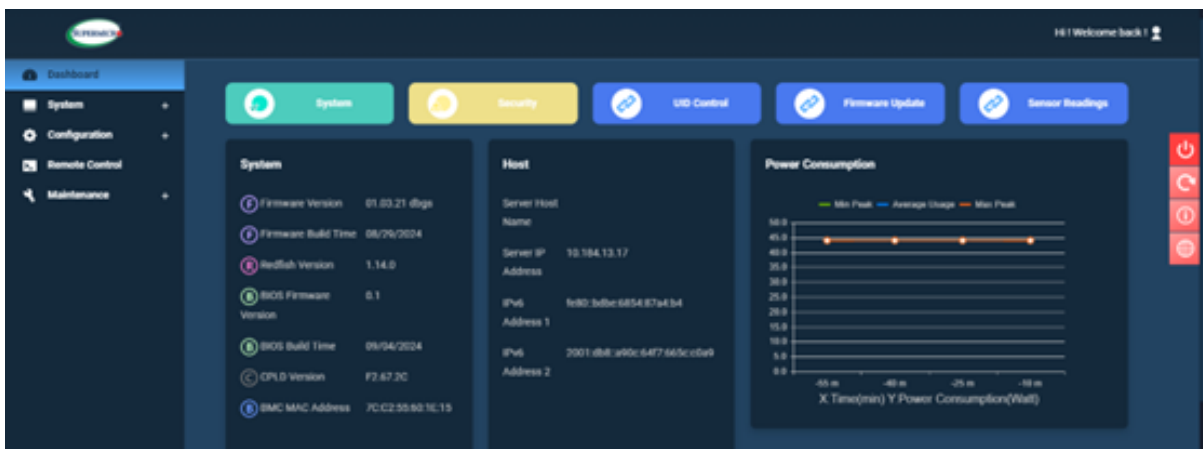 SUPERMICR
Hi ! Welcome back !
Dashboard
System +
Configuration +
Remote Control
Maintenance +
System
Security
UID Control
Firmware Update
Sensor Readings
System
F Firmware Version 01.03.21 dbgs
F Firmware Build Time 08/29/2024
R Redfish Version 1.14.0
B BIOS Firmware 0.1
Version
B BIOS Build Time 09/04/2024
C CPLD Version F2.67.2C
B BMC MAC Address 7C:C2:55:60:1E:15
Host
Server Host
Name
Server IP 10.184.13.17
Address
IPv6 fe80::bdbe:6854:87a4:b4
Address 1
IPv6
Address 2
Power Consumption
Min Peak Average Usage Max Peak
50.0
45.0
40.0
35.0
30.0
25.0
20.0
15.0
10.0
5.0
0.0
-55 m -40 m -25 m -10 m
X:Time(min) Y:Power Consumption(Watt)